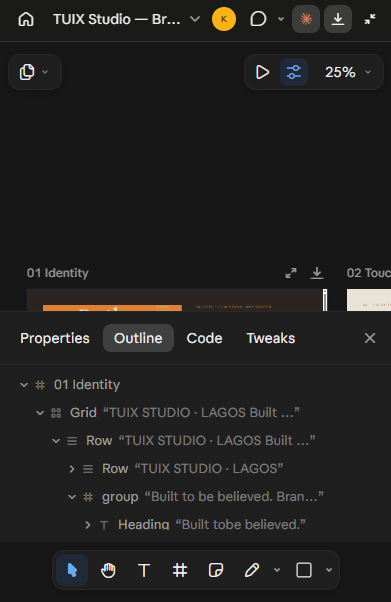 TUIX Studio — Br...
K
25%
01 Identity
02 Touc
Properties
Outline
Code
Tweaks
01 Identity
Grid “TUIX STUDIO · LAGOS Built ...”
Row “TUIX STUDIO · LAGOS Built ...”
Row “TUIX STUDIO · LAGOS”
group “Built to be believed. Bran...”
Heading “Built tobe believed.”